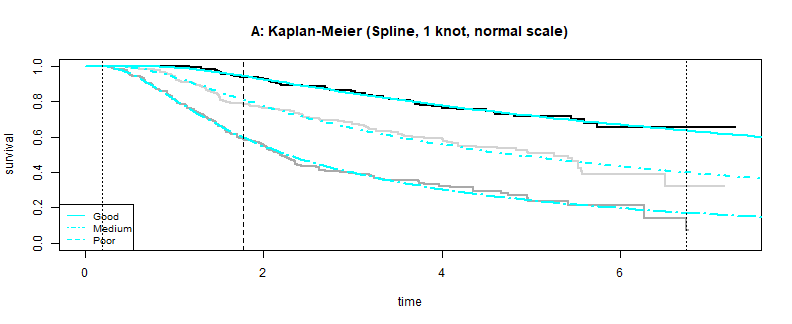 A: Kaplan-Meier (Spline, 1 knot, normal scale)
1.0
0.8
0.6
0.4
0.2
0.0
survival
Good
Medium
Poor
0 2 4 6
time